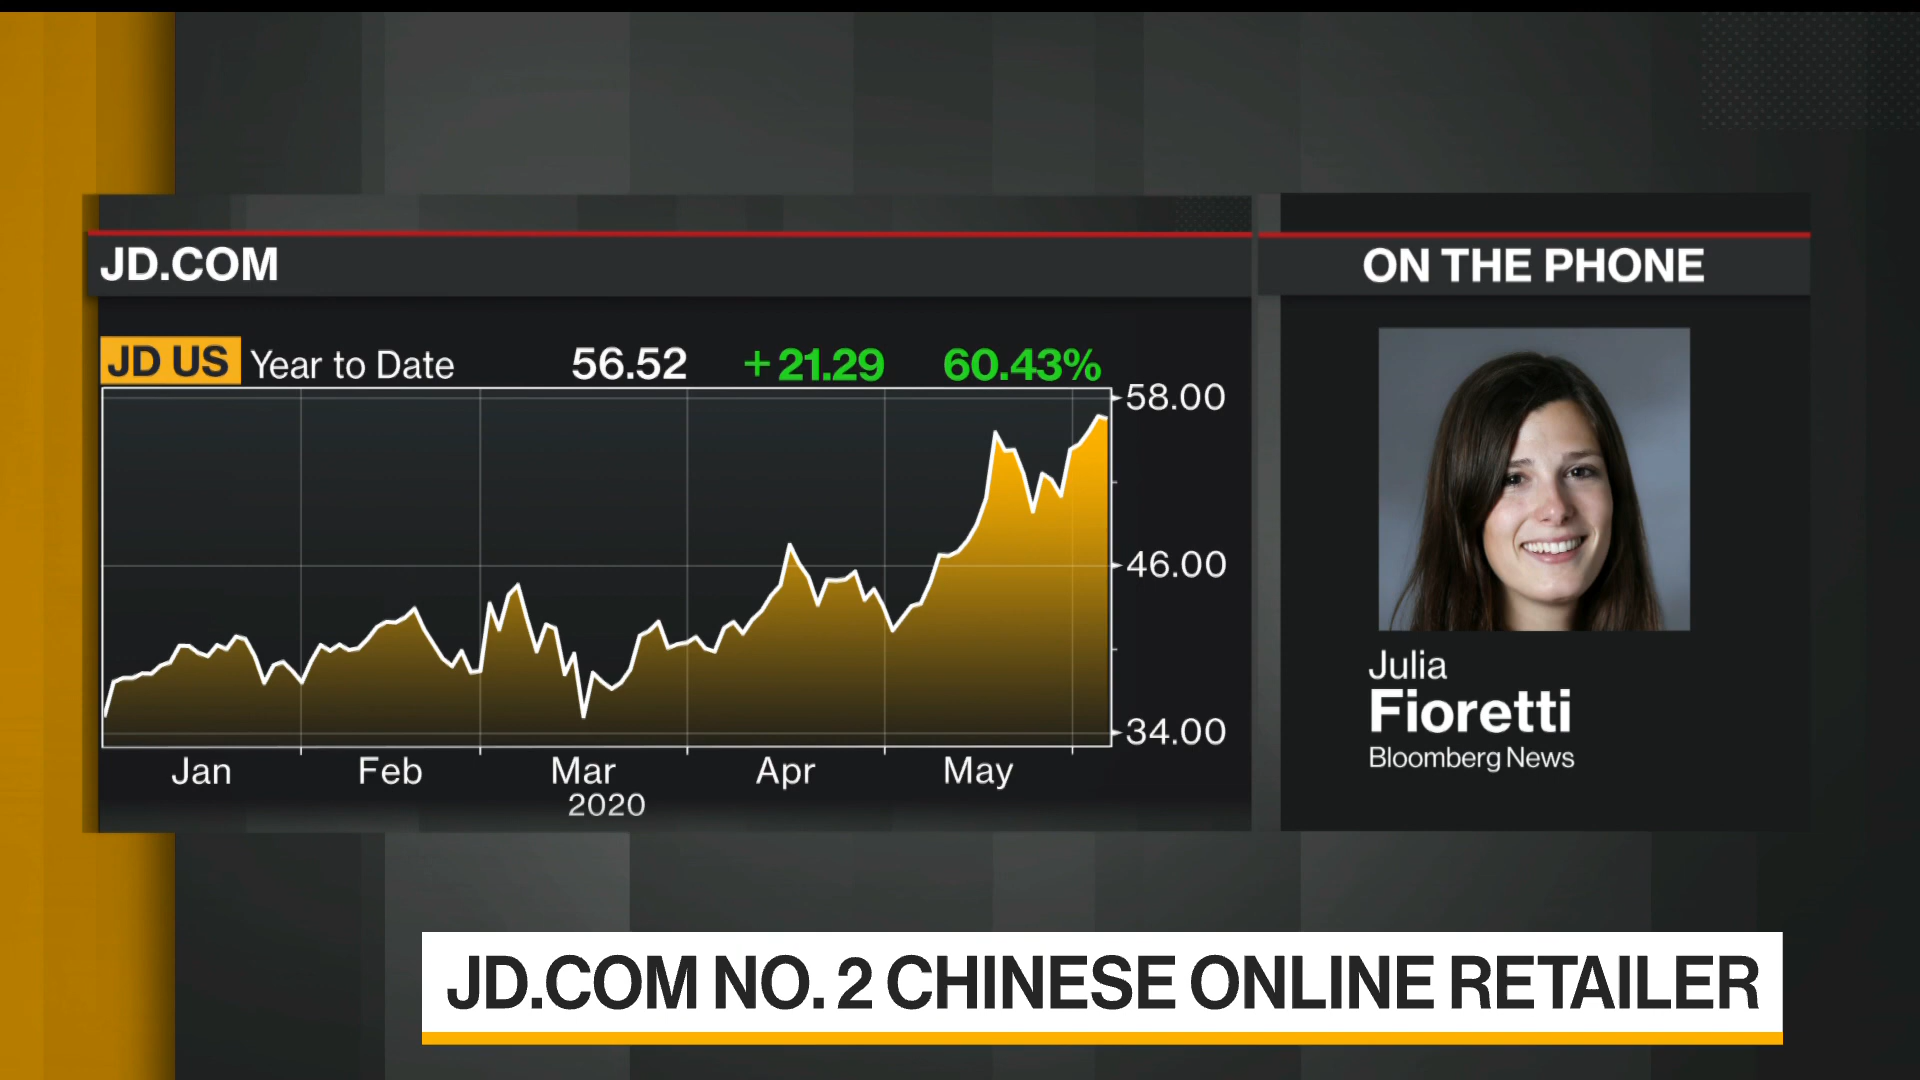 JD.COM
JD US Year to Date 56.52 +21.29 60.43%
58.00
46.00
34.00
Jan Feb Mar Apr May
2020
ON THE PHONE
Julia
Fioretti
Bloomberg News
JD.COM NO. 2 CHINESE ONLINE RETAILER